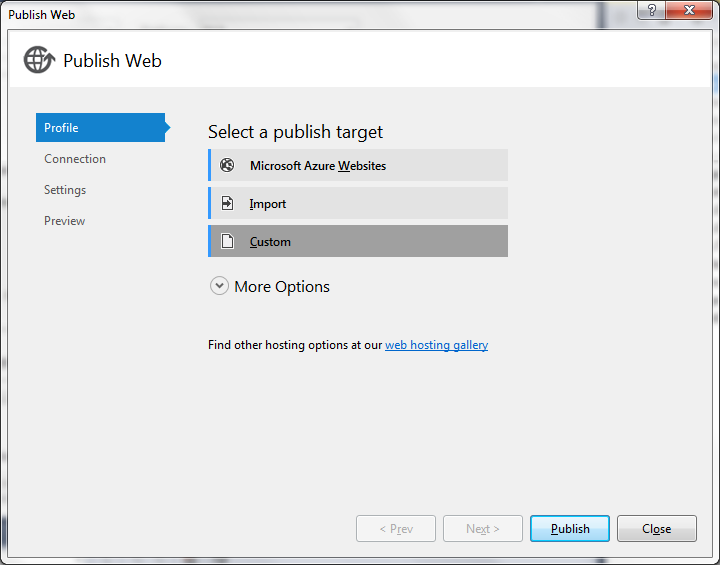 Publish Web
?
Publish Web
Profile
Connection
Settings
Preview
Select a publish target
Microsoft Azure Websites
Import
Custom
More Options
Find other hosting options at our web hosting gallery
< Prev
Next >
Publish
Close